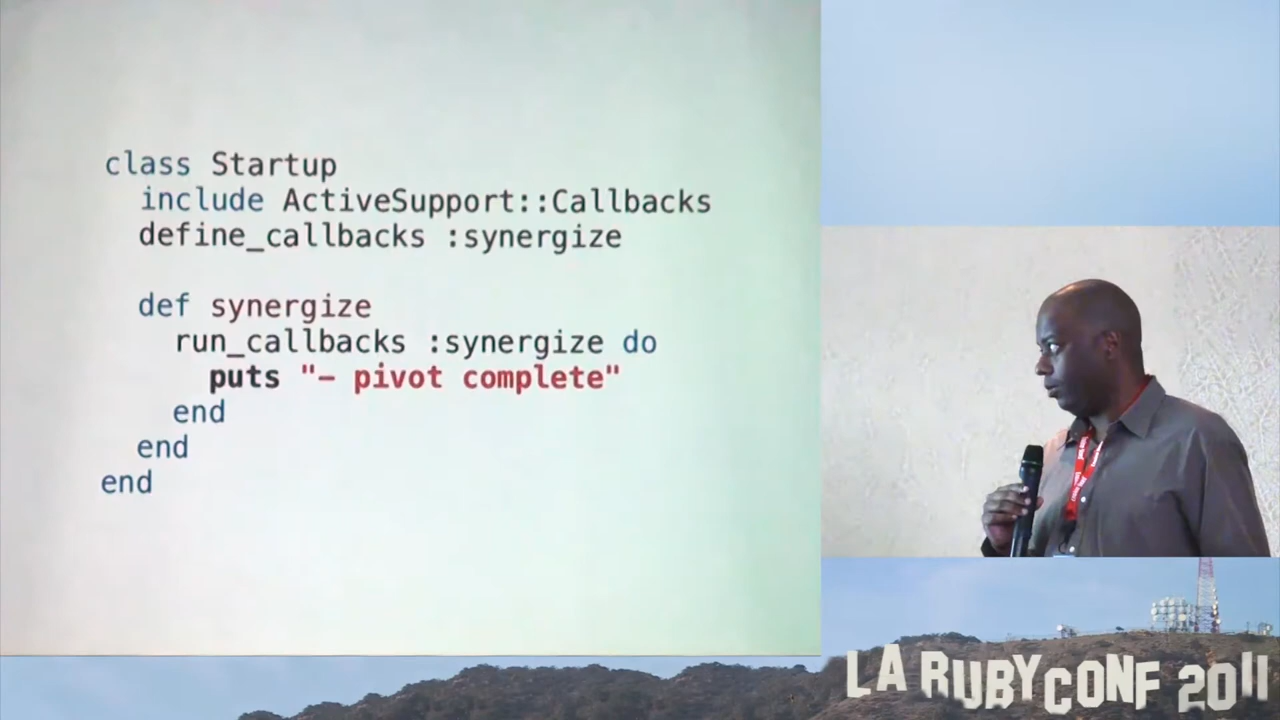 class Startup
  include ActiveSupport::Callbacks
  define_callbacks :synergize

  def synergize
    run_callbacks :synergize do
      puts "– pivot complete"
    end
  end
end
LA RUBYCONF 2011